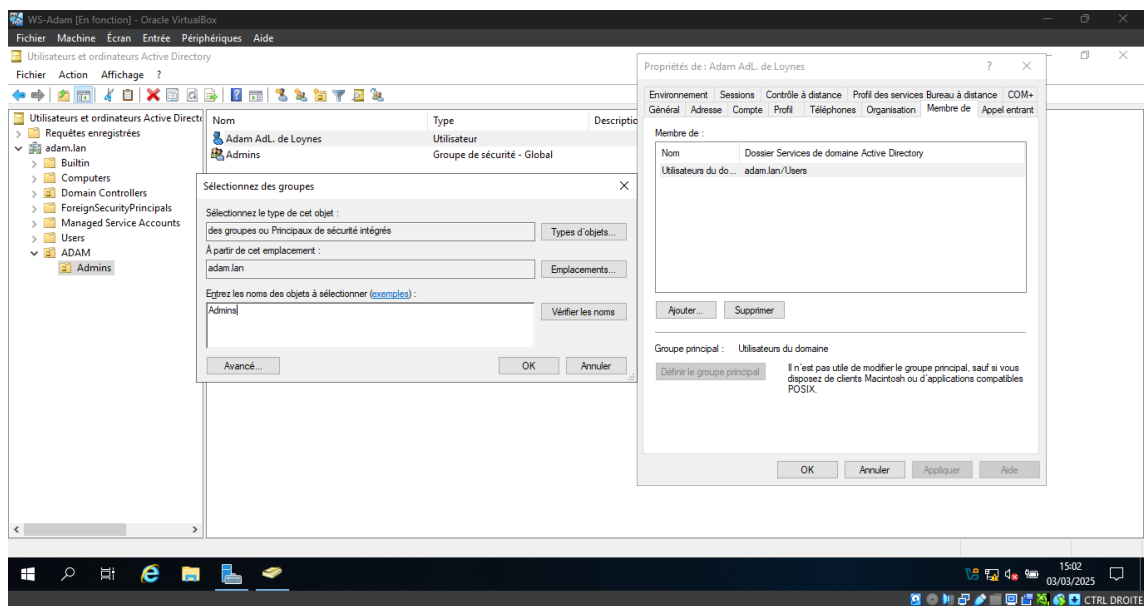 WS-Adam [En fonction] - Oracle VirtualBox
Fichier Machine Écran Entrée Périphériques Aide
Utilisateurs et ordinateurs Active Directory
Fichier Action Affichage ?
Utilisateurs et ordinateurs Active Directo
Requêtes enregistrées
adam.lan
Builtin
Computers
Domain Controllers
ForeignSecurityPrincipals
Managed Service Accounts
Users
ADAM
Admins
Nom Type Descriptio
Adam AdL. de Loynes Utilisateur
Admins Groupe de sécurité - Global
Sélectionnez des groupes
Sélectionnez le type de cet objet :
des groupes ou Principaux de sécurité intégrés Types d'objets...
À partir de cet emplacement :
adam.lan Emplacements...
Entrez les noms des objets à sélectionner (exemples) :
Admins Vérifier les noms
Avancé... OK Annuler
Propriétés de : Adam AdL. de Loynes ?
Environnement Sessions Contrôle à distance Profil des services Bureau à distance COM+
Général Adresse Compte Profil Téléphones Organisation Membre de Appel entrant
Membre de :
Nom Dossier Services de domaine Active Directory
Utilisateurs du do... adam.lan/Users
Ajouter... Supprimer
Groupe principal : Utilisateurs du domaine
Définir le groupe principal
Il n'est pas utile de modifier le groupe principal, sauf si vous
disposez de clients Macintosh ou d'applications compatibles
POSIX.
OK Annuler Appliquer Aide
15:02
03/03/2025
CTRL DROITE